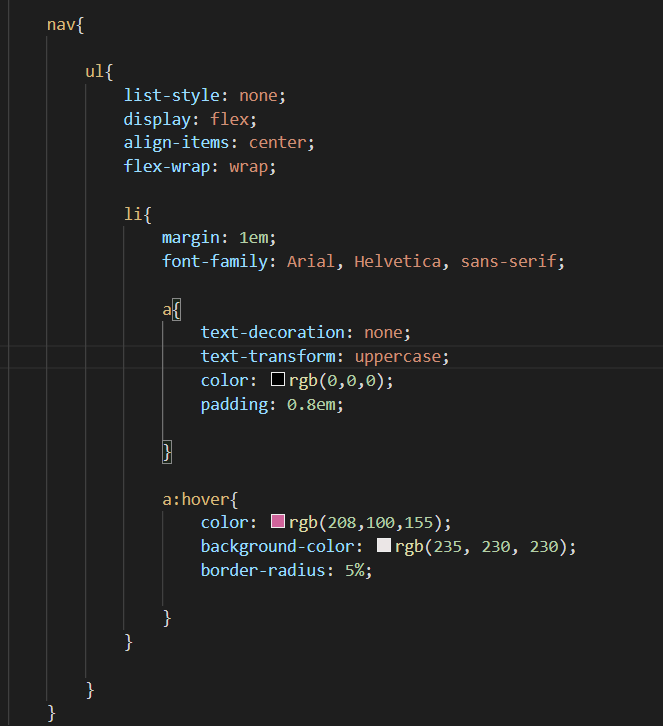 nav{
ul{
list-style: none;
display: flex;
align-items: center;
flex-wrap: wrap;
li{
margin: 1em;
font-family: Arial, Helvetica, sans-serif;
a{
text-decoration: none;
text-transform: uppercase;
color: rgb(0,0,0);
padding: 0.8em;
}
a:hover{
color: rgb(208,100,155);
background-color: rgb(235, 230, 230);
border-radius: 5%;
}
}
}
}